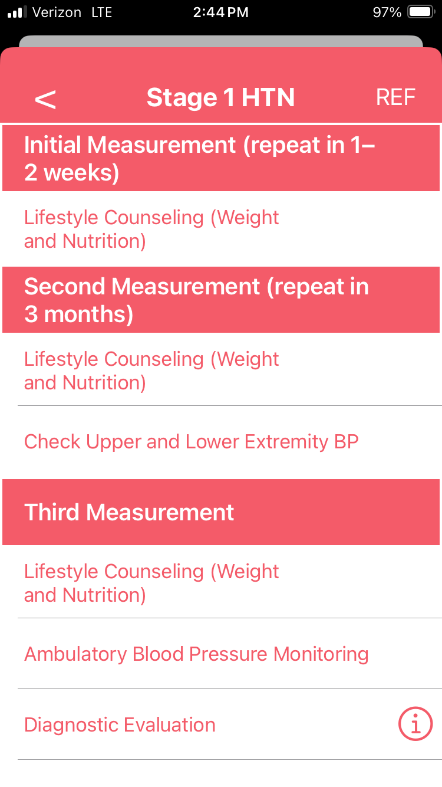 Verizon LTE 2:44 PM 97%
< Stage 1 HTN REF
Initial Measurement (repeat in 1–
2 weeks)
Lifestyle Counseling (Weight
and Nutrition)
Second Measurement (repeat in
3 months)
Lifestyle Counseling (Weight
and Nutrition)
Check Upper and Lower Extremity BP
Third Measurement
Lifestyle Counseling (Weight
and Nutrition)
Ambulatory Blood Pressure Monitoring
Diagnostic Evaluation i